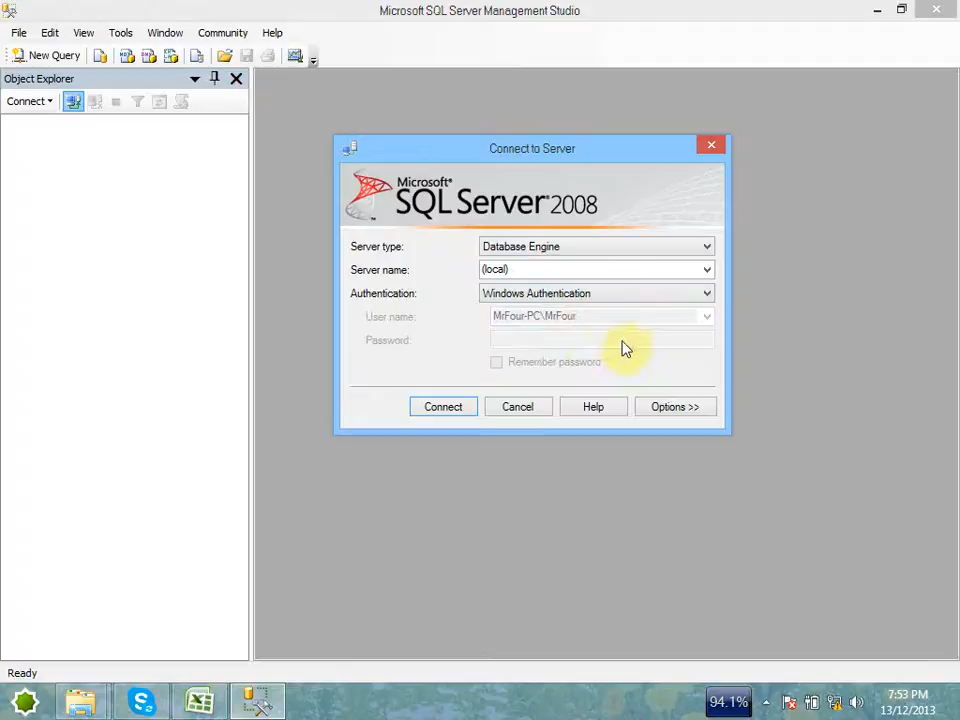 Microsoft SQL Server Management Studio
File Edit View Tools Window Community Help
New Query
Object Explorer
Connect
Connect to Server
Microsoft®
SQL Server® 2008
Server type: Database Engine
Server name: (local)
Authentication: Windows Authentication
User name: MrFour-PC\MrFour
Password:
Remember password
Connect Cancel Help Options >>
Ready
94.1%
7:53 PM
13/12/2013